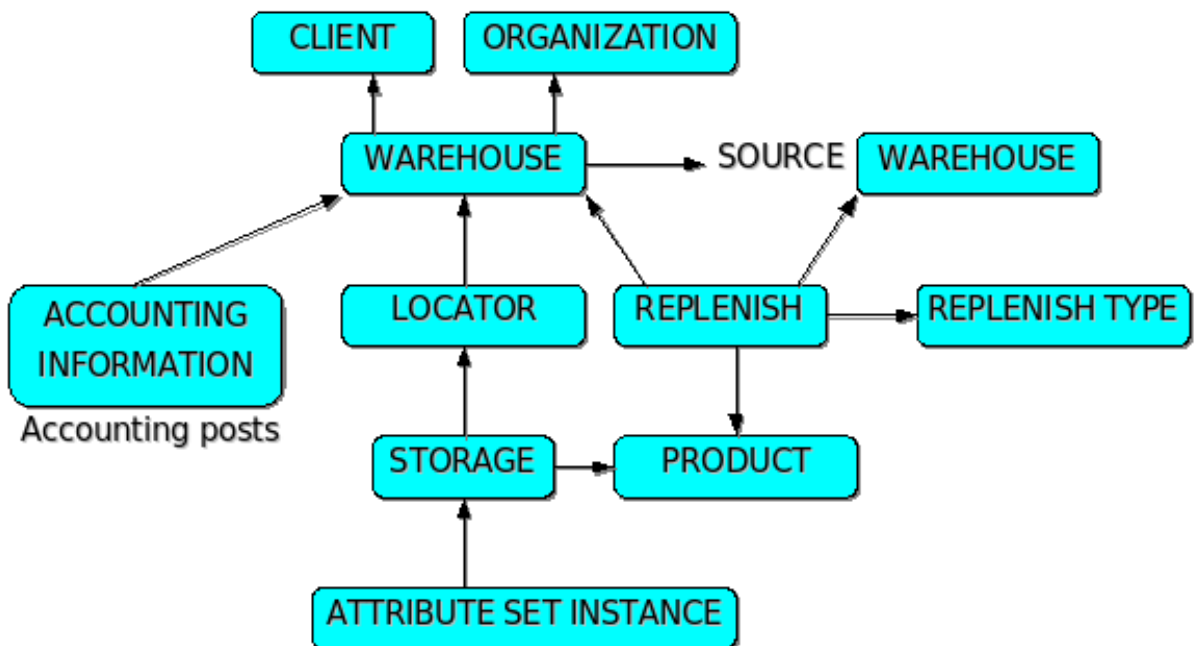 CLIENT
ORGANIZATION
WAREHOUSE
SOURCE
WAREHOUSE
ACCOUNTING
INFORMATION
LOCATOR
REPLENISH
REPLENISH TYPE
Accounting posts
STORAGE
PRODUCT
ATTRIBUTE SET INSTANCE